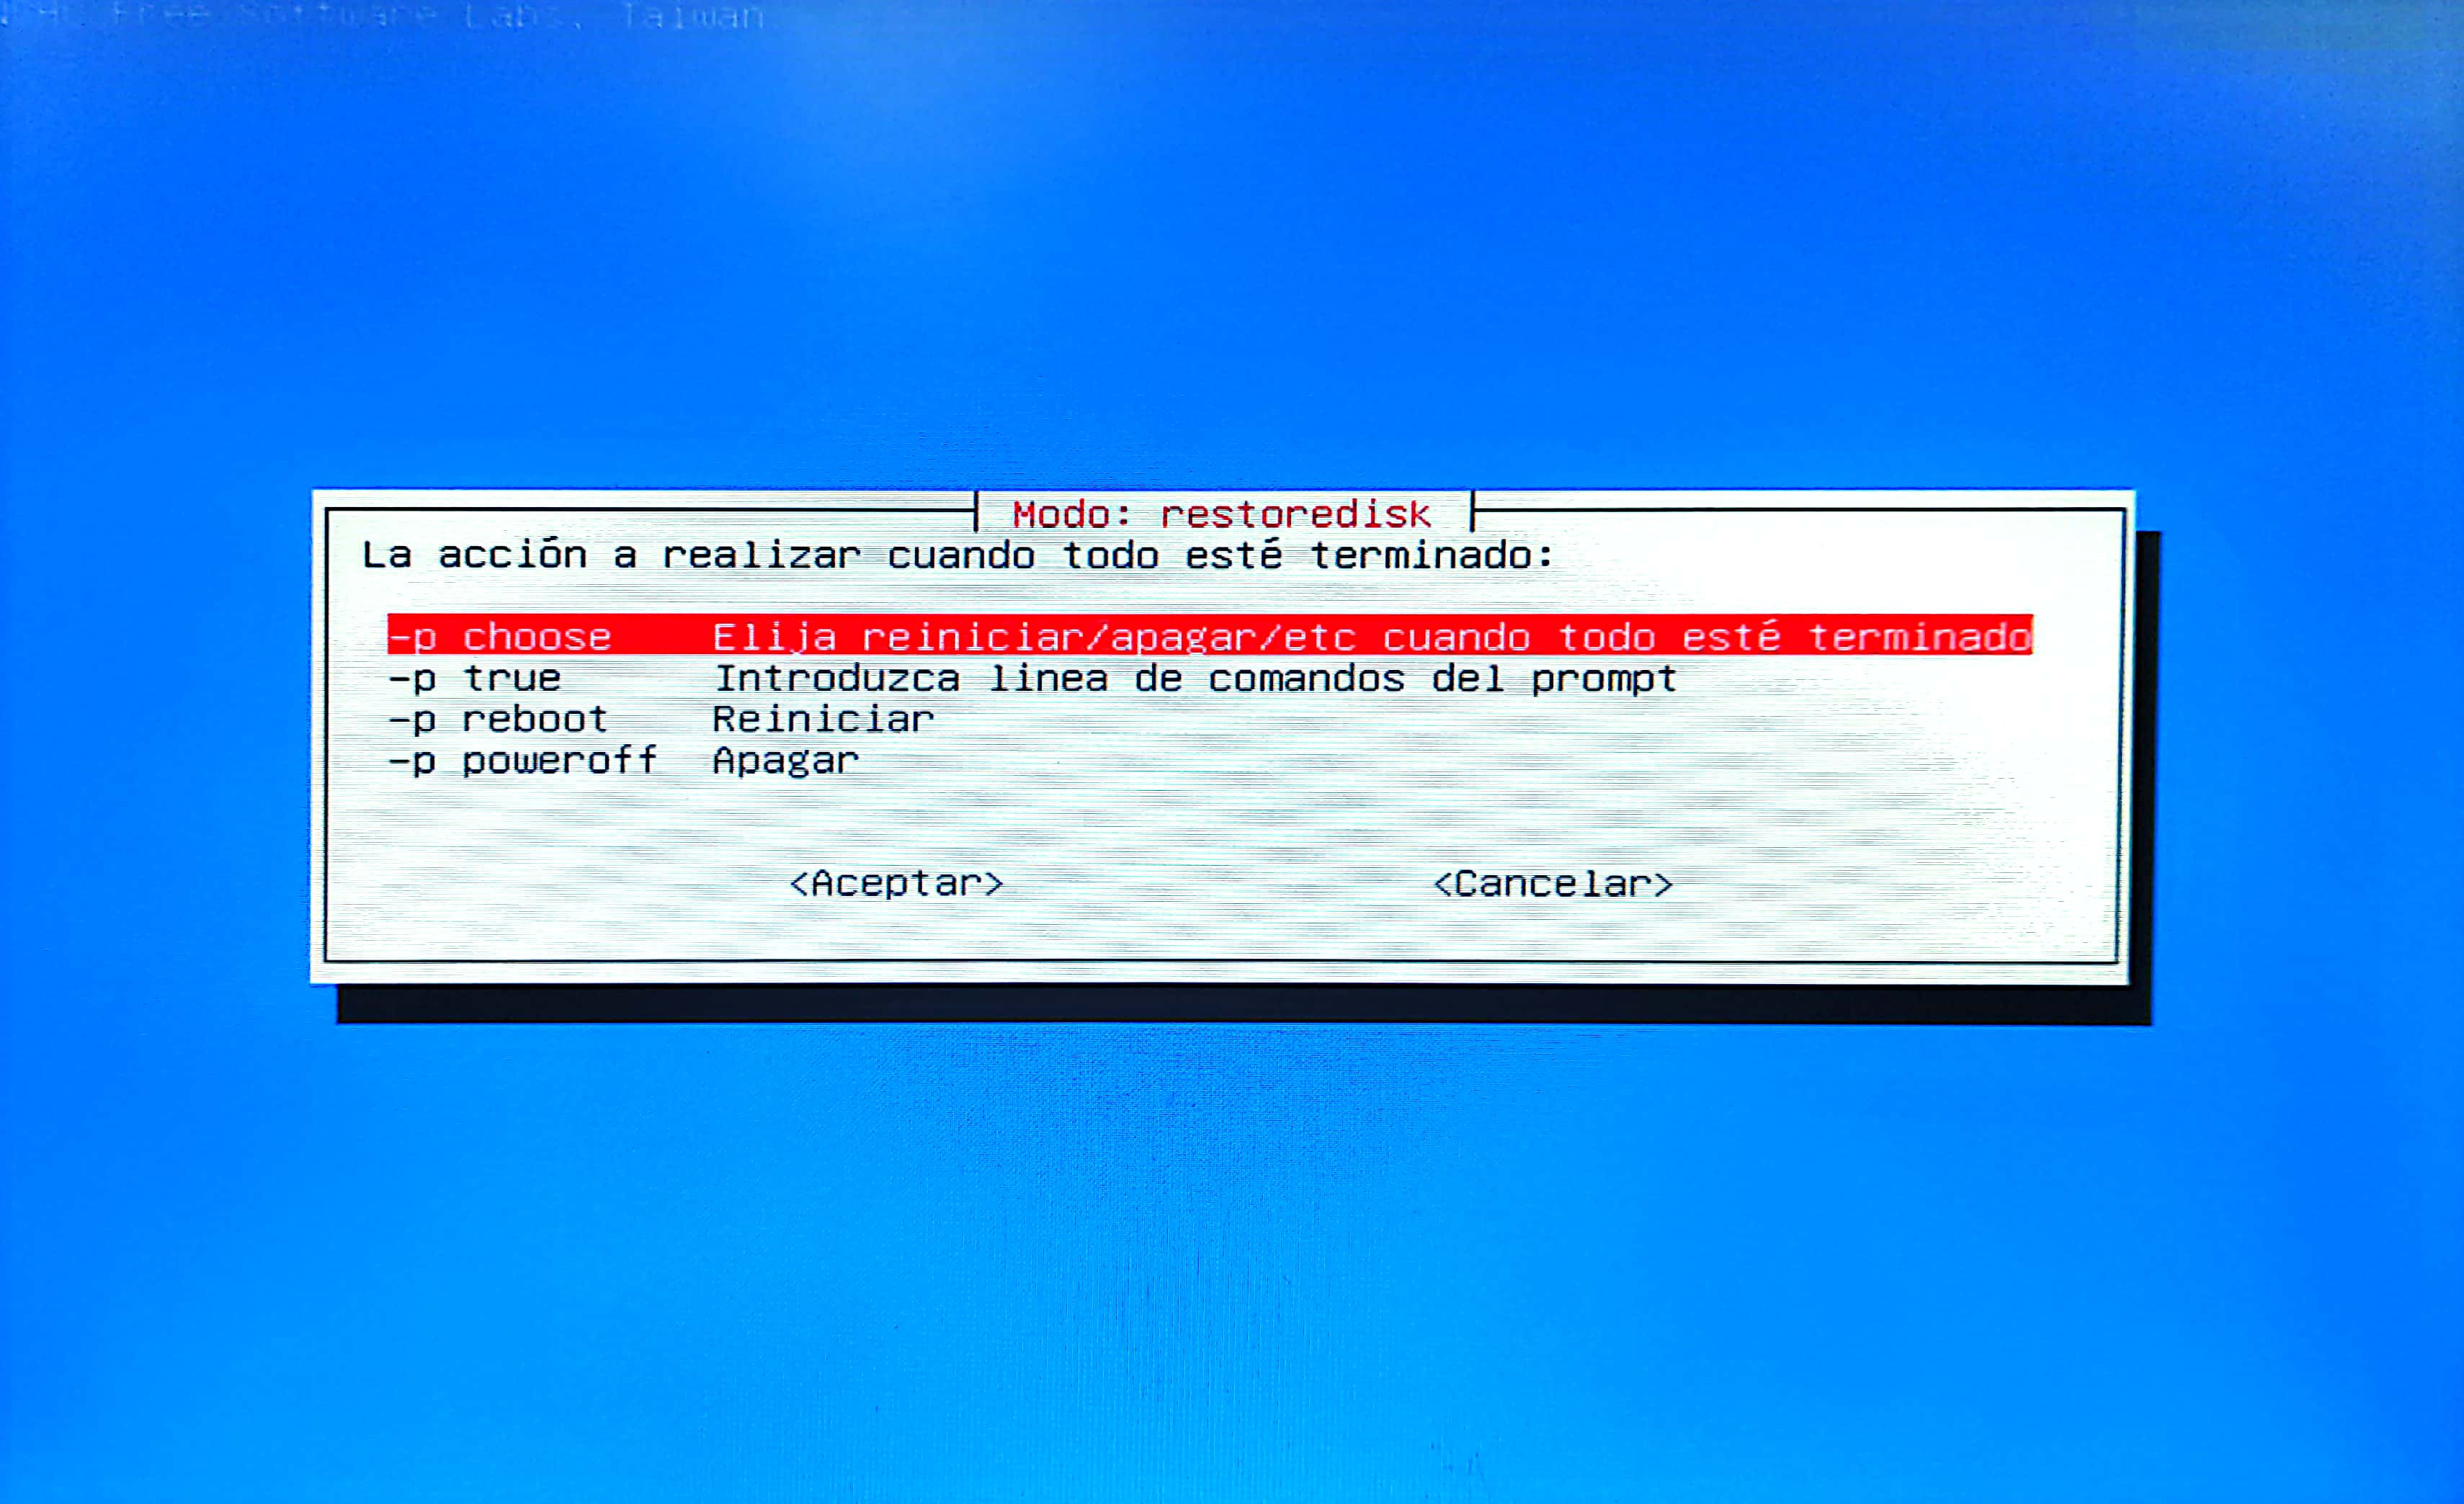 Free Software Labs, Taiwan
Modo: restoredisk
La acción a realizar cuando todo esté terminado:
-p choose Elija reiniciar/apagar/etc cuando todo esté terminado
-p true Introduzca linea de comandos del prompt
-p reboot Reiniciar
-p poweroff Apagar
<Aceptar> <Cancelar>